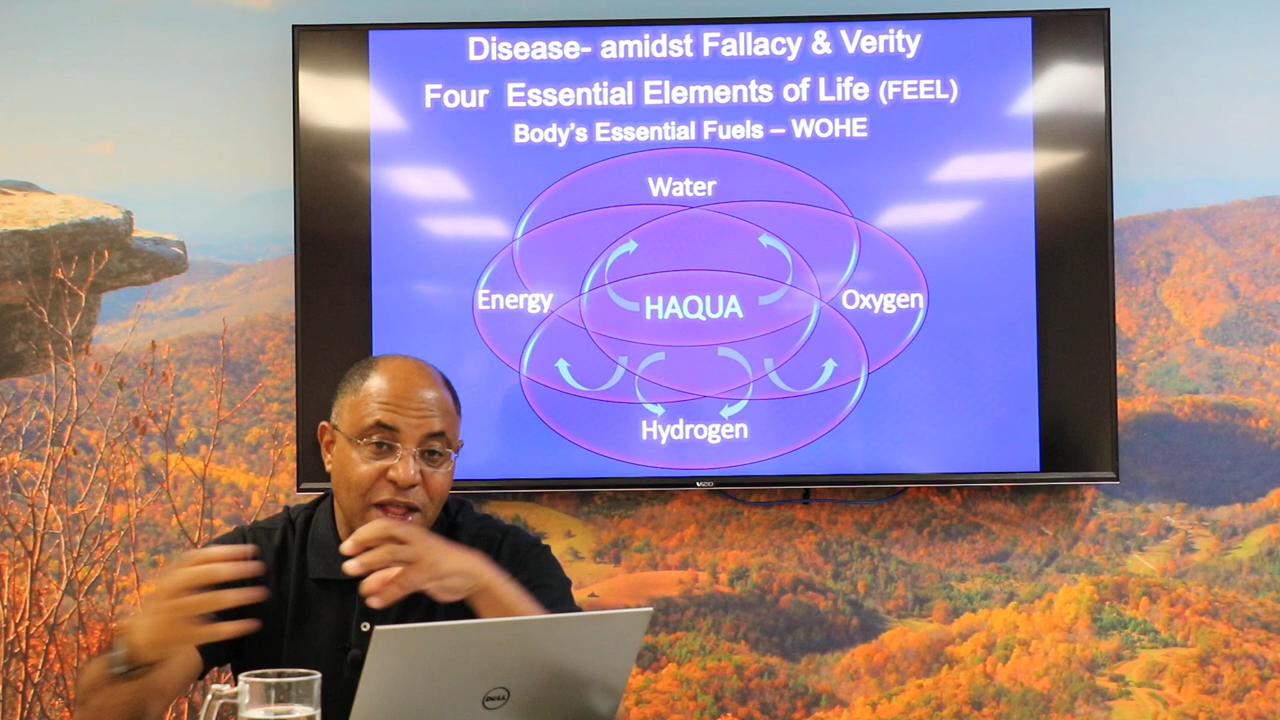 Disease- amidst Fallacy & Verity
Four Essential Elements of Life (FEEL)
Body's Essential Fuels – WOHE
Water
Energy
HAQUA
Oxygen
Hydrogen
VIZIO
DELL